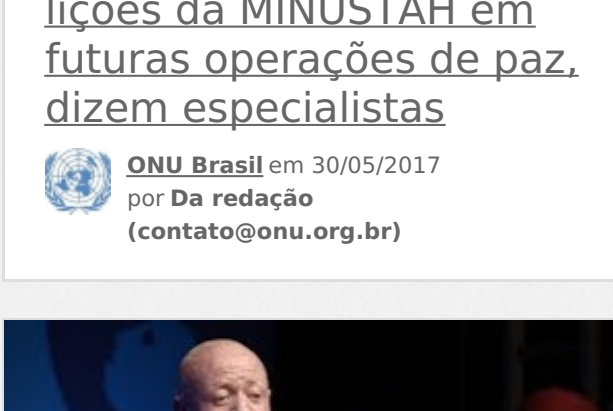 lições da MINUSTAH em
futuras operações de paz,
dizem especialistas
ONU Brasil em 30/05/2017
por Da redação
(contato@onu.org.br)